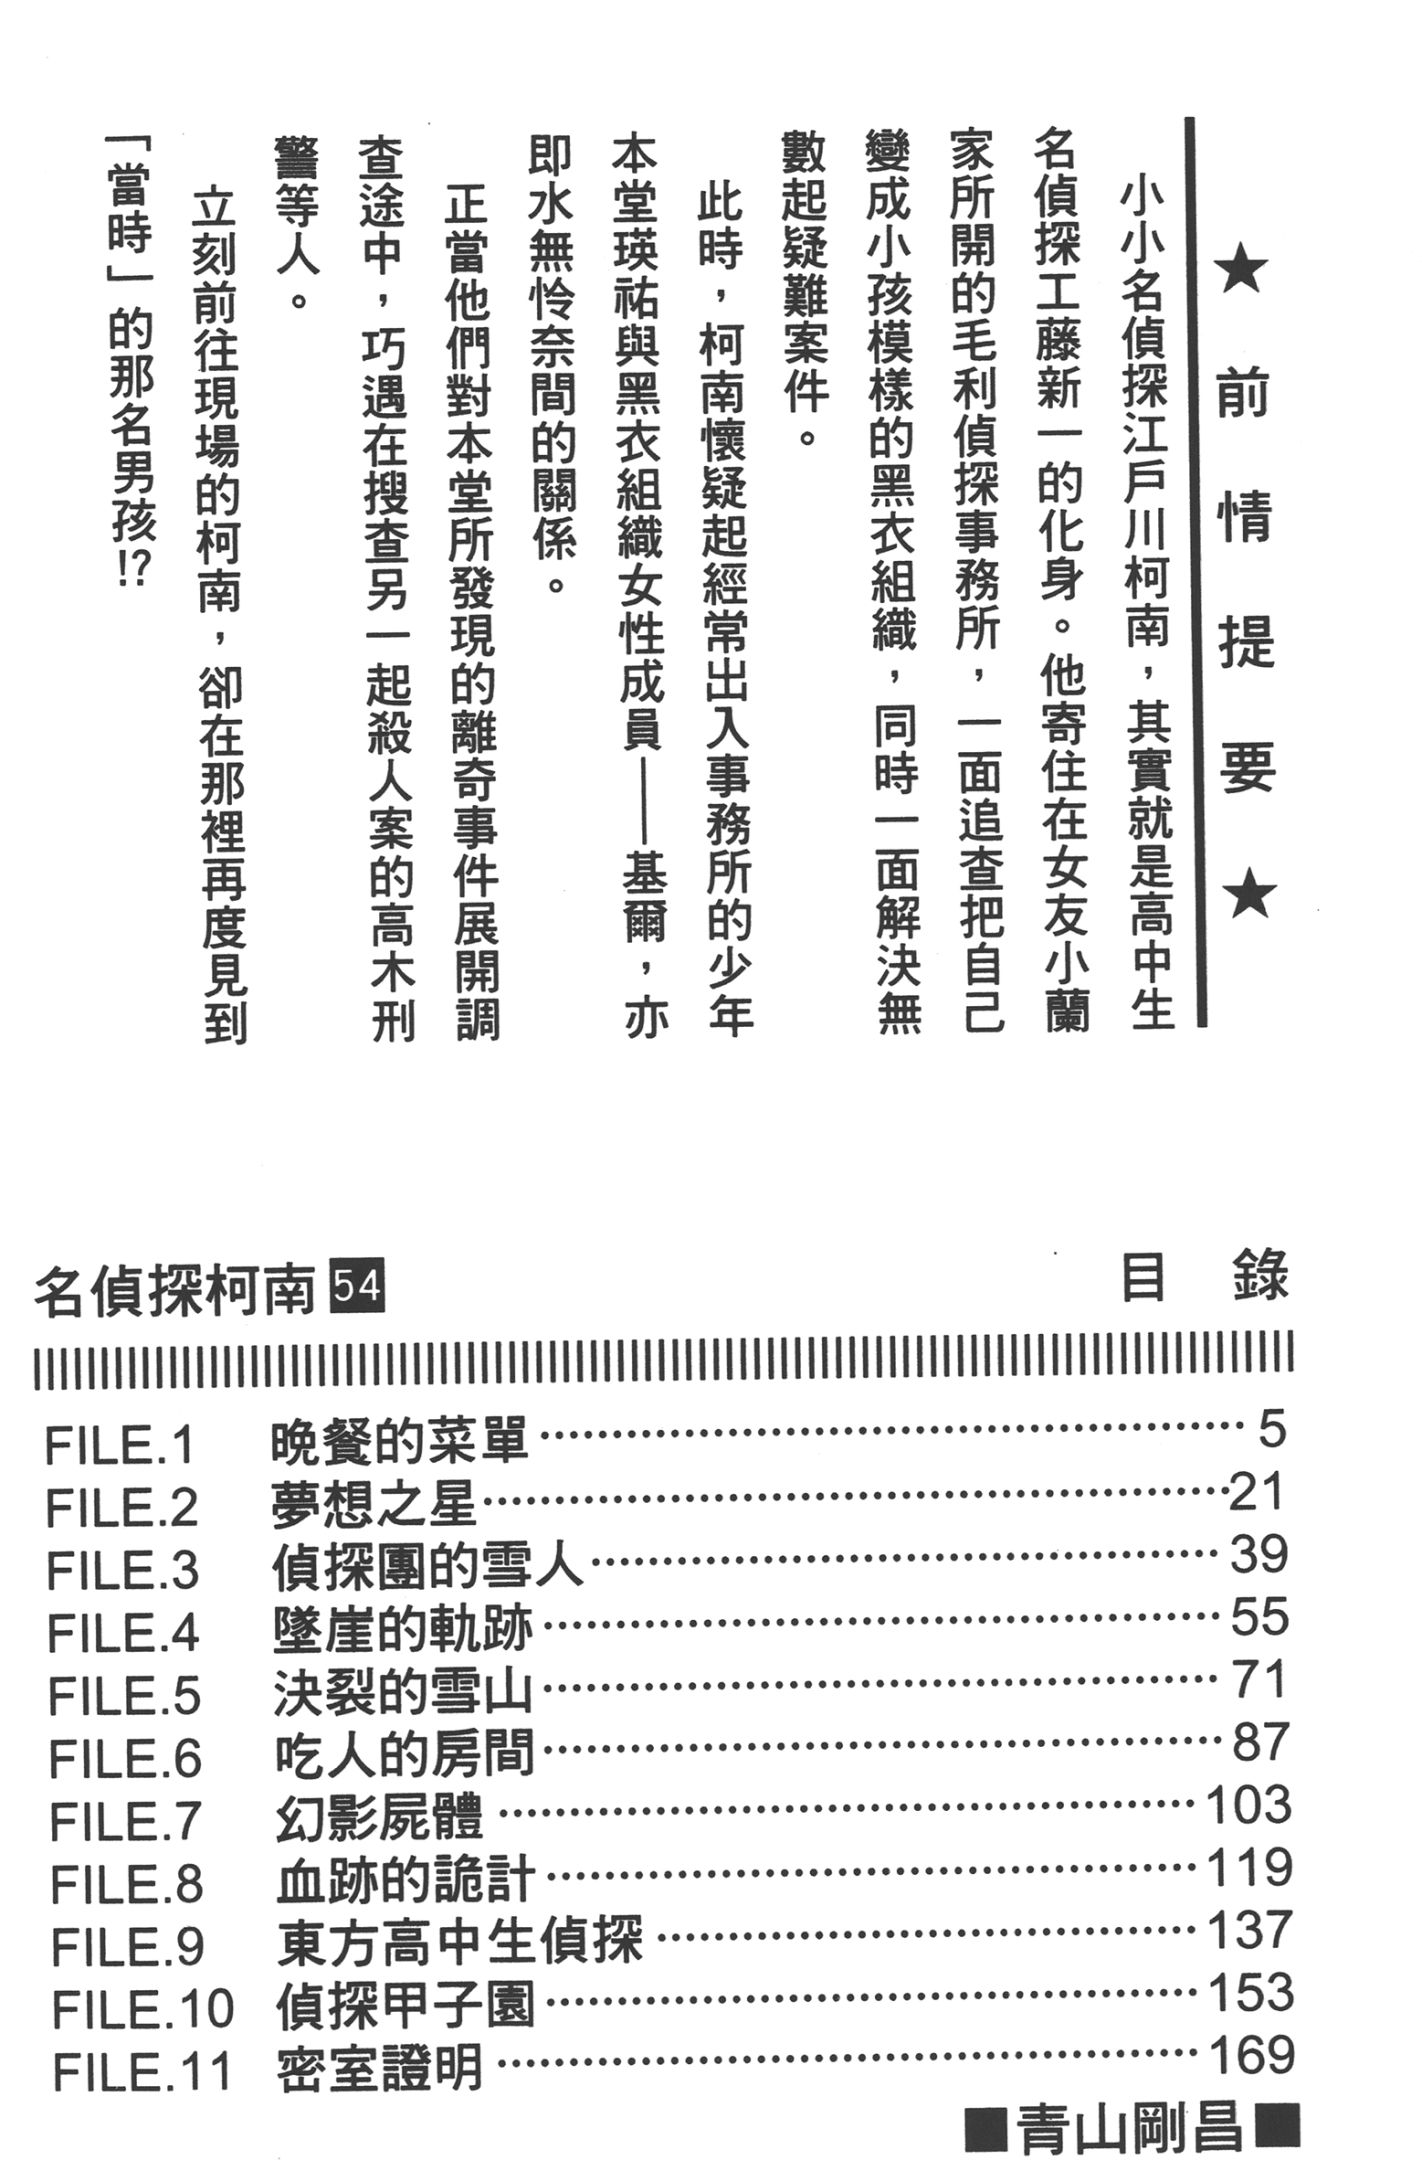 ★前情提要★
小小名偵探江戶川柯南，其實就是高中生
名偵探工藤新一的化身。他寄住在女友小蘭
家所開的毛利偵探事務所，一面追查把自己
變成小孩模樣的黑衣組織，同時一面解決無
數起疑難案件。
此時，柯南懷疑起經常出入事務所的少年
本堂瑛祐與黑衣組織女性成員——基爾，亦
即水無怜奈間的關係。
正當他們對本堂所發現的離奇事件展開調
查途中，巧遇在搜查另一起殺人案的高木刑
警等人。
立刻前往現場的柯南，卻在那裡再度見到
「當時」的那名男孩!?
名偵探柯南 54 目 錄
FILE.1 晚餐的菜單 5
FILE.2 夢想之星 21
FILE.3 偵探團的雪人 39
FILE.4 墜崖的軌跡 55
FILE.5 決裂的雪山 71
FILE.6 吃人的房間 87
FILE.7 幻影屍體 103
FILE.8 血跡的詭計 119
FILE.9 東方高中生偵探 137
FILE.10 偵探甲子園 153
FILE.11 密室證明 169
■青山剛昌■